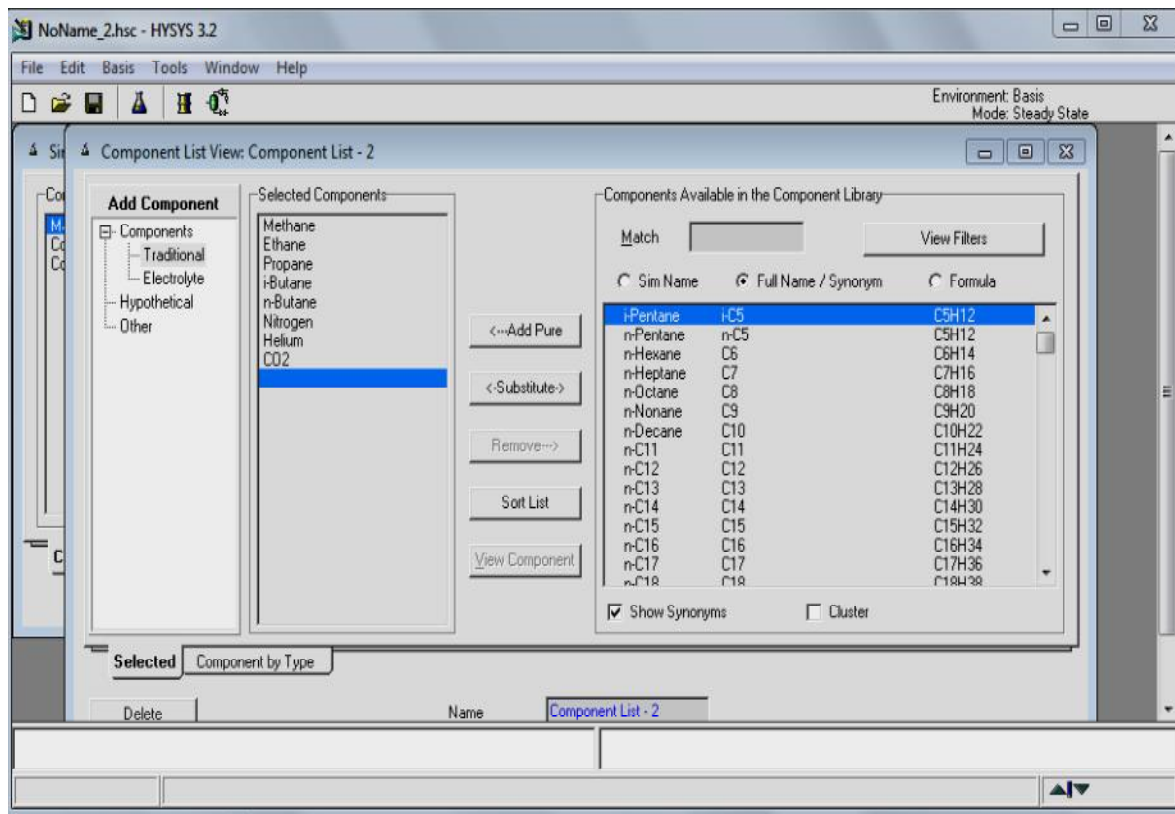 NoName_2.hsc - HYSYS 3.2
File Edit Basis Tools Window Help
Environment: Basis
Mode: Steady State
Component List View: Component List - 2
Add Component
Components
Traditional
Electrolyte
Hypothetical
Other
Selected Components
Methane
Ethane
Propane
i-Butane
n-Butane
Nitrogen
Helium
CO2
<---Add Pure
<-Substitute->
Remove--->
Sort List
View Component
Components Available in the Component Library
Match
View Filters
Sim Name Full Name / Synonym Formula
i-Pentane i-C5 C5H12
n-Pentane n-C5 C5H12
n-Hexane C6 C6H14
n-Heptane C7 C7H16
n-Octane C8 C8H18
n-Nonane C9 C9H20
n-Decane C10 C10H22
n-C11 C11 C11H24
n-C12 C12 C12H26
n-C13 C13 C13H28
n-C14 C14 C14H30
n-C15 C15 C15H32
n-C16 C16 C16H34
n-C17 C17 C17H36
n-C18 C18 C18H38
Show Synonyms Cluster
Selected Component by Type
Delete
Name Component List - 2